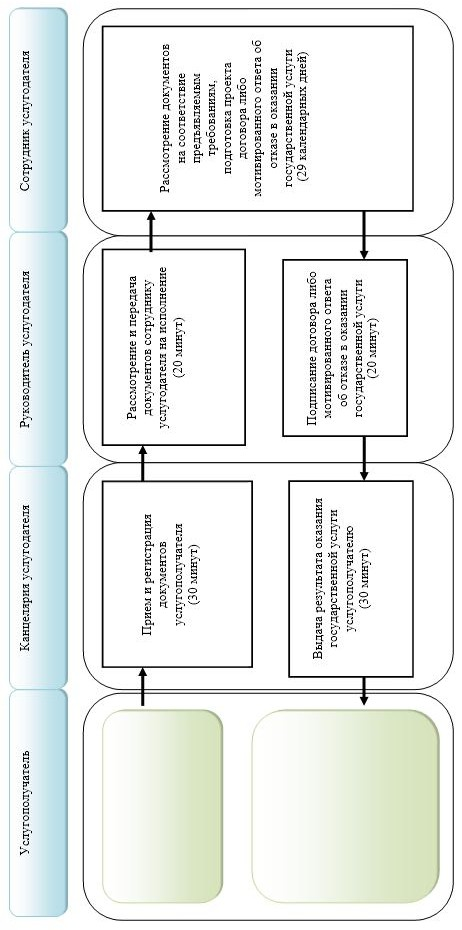 Услугополучатель
Канцелярия услугодателя
Руководитель услугодателя
Сотрудник услугодателя
Прием и регистрация
документов
услугополучателя
(30 минут)
Рассмотрение и передача
документов сотруднику
услугодателя на исполнение
(20 минут)
Рассмотрение документов
на соответствие
предъявляемым
требованиям,
подготовка проекта
договора либо
мотивированного ответа об
отказе в оказании
государственной услуги
(29 календарных дней)
Подписание договора либо
мотивированного ответа
об отказе в оказании
государственной услуги
(20 минут)
Выдача результата оказания
государственной услуги
услугополучателю
(30 минут)